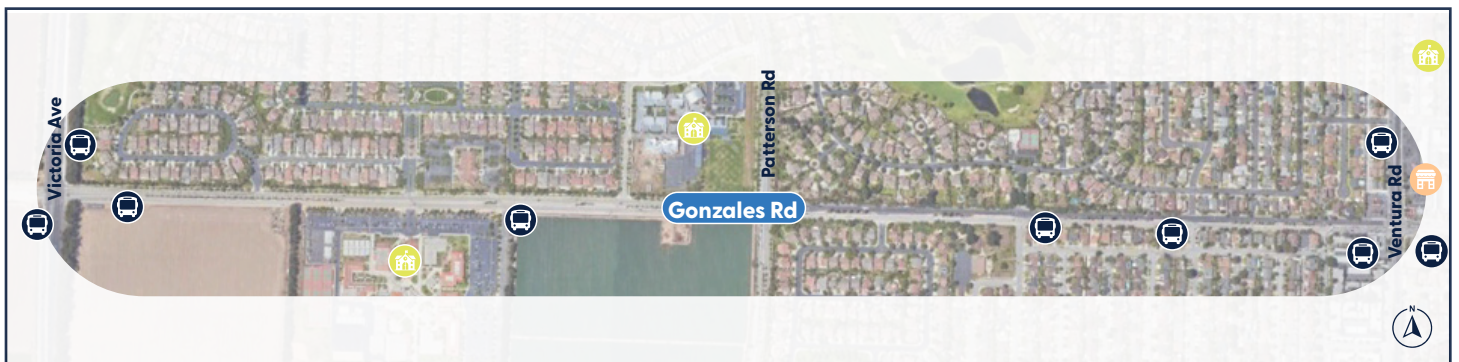 Victoria Ave
Patterson Rd
Gonzales Rd
Ventura Rd
N